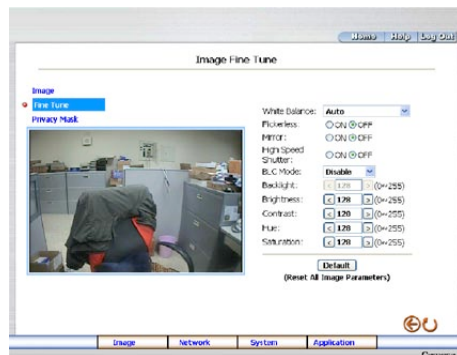 Home Help Log Out
Image Fine Tune
Image
Fine Tune
Privacy Mask
White Balance: Auto
Flickerless: ON OFF
Mirror: ON OFF
High Speed Shutter: ON OFF
BLC Mode: Disable
Backlight: < 128 > (0~255)
Brightness: < 128 > (0~255)
Contrast: < 128 > (0~255)
Hue: < 128 > (0~255)
Saturation: < 128 > (0~255)
Default
(Reset All Image Parameters)
Image Network System Application